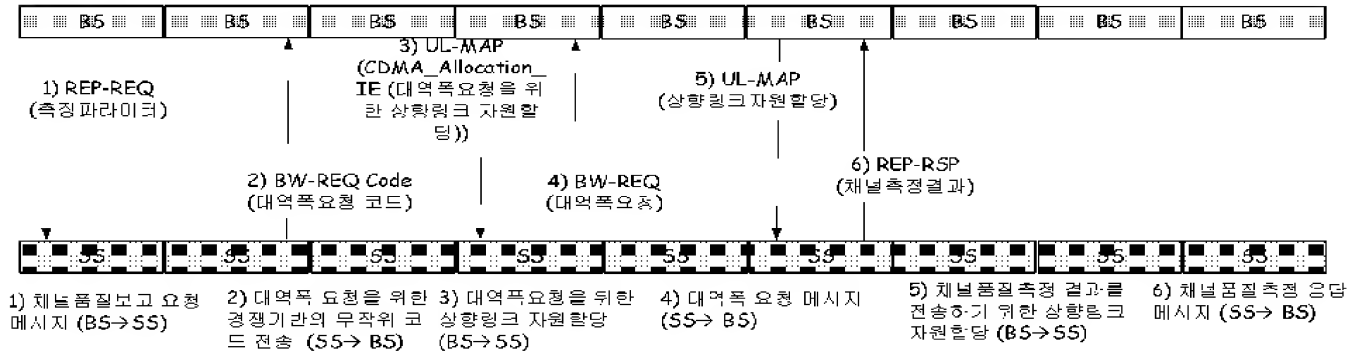 BS BS BS BS BS BS BS BS BS
1) REP-REQ
(측정파라미터)
2) BW-REQ Code
(대역폭요청 코드)
3) UL-MAP
(CDMA_Allocation_
IE (대역폭요청을 위
한 상향링크 자원할
당))
4) BW-REQ
(대역폭요청)
5) UL-MAP
(상향링크자원할당)
6) REP-RSP
(채널측정결과)
SS SS SS SS SS SS SS SS SS
1) 채널품질보고 요청
메시지 (BS→SS)
2) 대역폭 요청을 위한
경쟁기반의 무작위 코
드 전송 (SS→ BS)
3) 대역폭요청을 위한
상향링크 자원할당
(BS→SS)
4) 대역폭 요청 메시지
(SS→ BS)
5) 채널품질측정 결과를
전송하기 위한 상향링크
자원할당 (BS→SS)
6) 채널품질측정 응답
메시지 (SS→ BS)